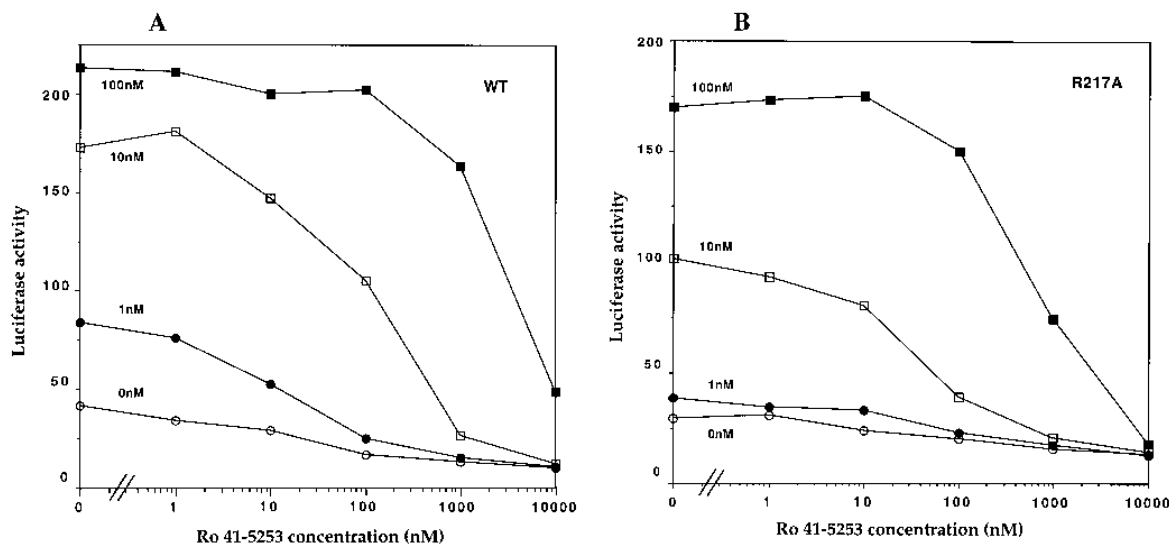 A
WT
200
150
100
50
0
100nM
10nM
1nM
0nM
0 1 10 100 1000 10000
Luciferase activity
Ro 41-5253 concentration (nM)
B
R217A
200
150
100
50
0
100nM
10nM
1nM
0nM
0 1 10 100 1000 10000
Luciferase activity
Ro 41-5253 concentration (nM)